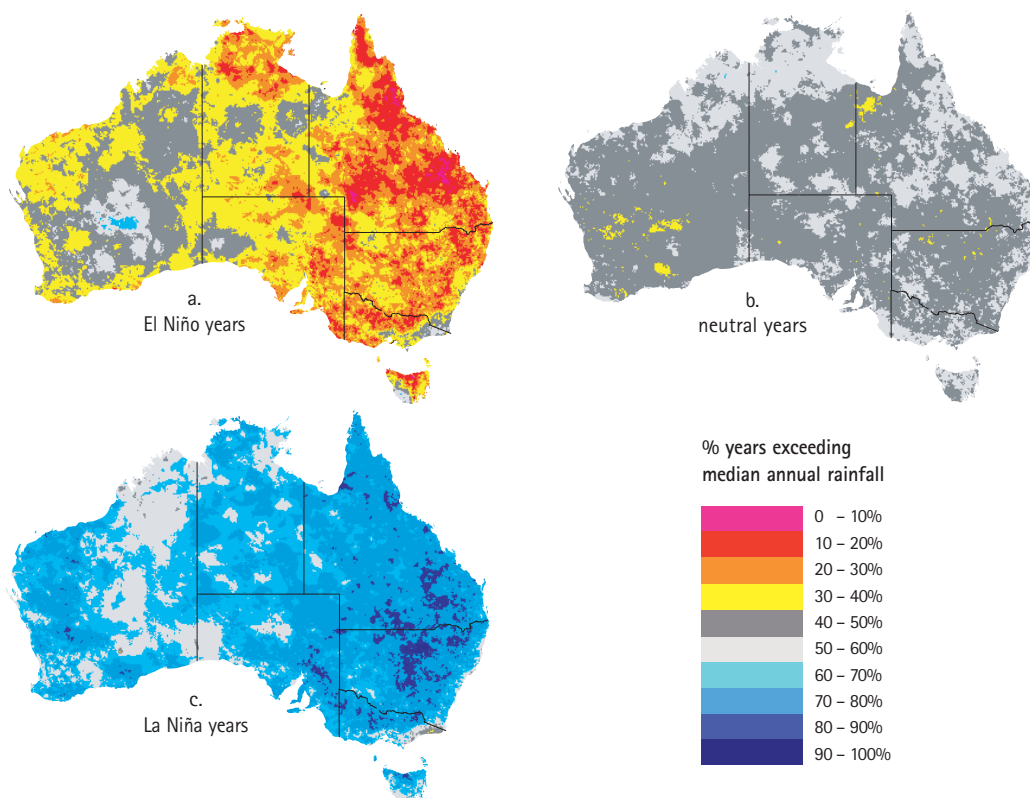 a.
El Niño years
b.
neutral years
c.
La Niña years
% years exceeding
median annual rainfall
0 – 10%
10 – 20%
20 – 30%
30 – 40%
40 – 50%
50 – 60%
60 – 70%
70 – 80%
80 – 90%
90 – 100%